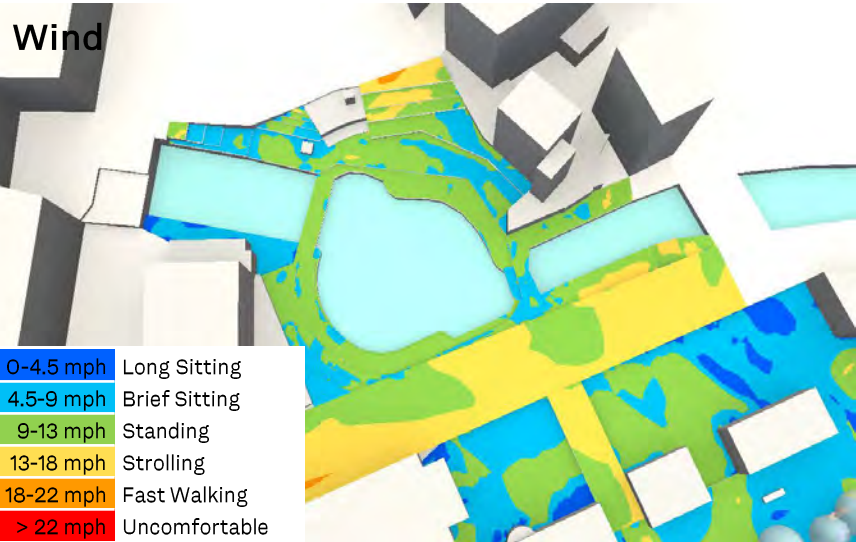 Wind
0-4.5 mph Long Sitting
4.5-9 mph Brief Sitting
9-13 mph Standing
13-18 mph Strolling
18-22 mph Fast Walking
> 22 mph Uncomfortable